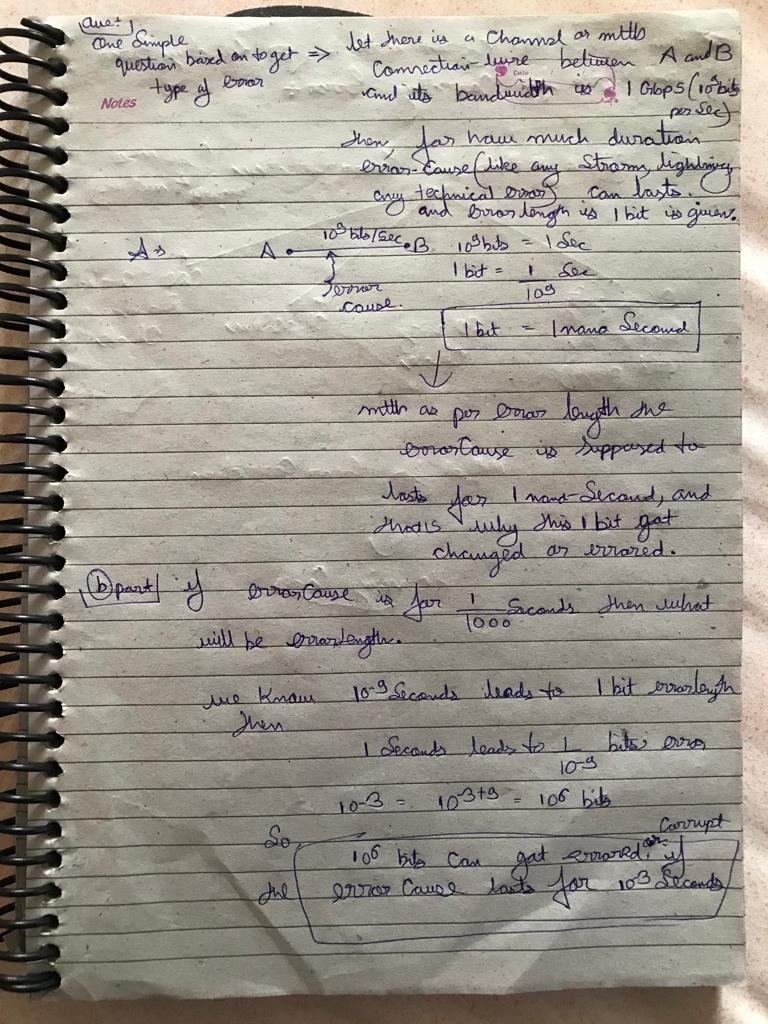 Que:- 1
One Simple
question based on to get => let there is a Channel or mtlb
type of error Connection-wire between A and B
Notes Date and its bandwidth is 1 Gbps (10^9 bits
per Sec)
then, for how much duration
error-cause (like any Strom, lightning
any technical error) can lasts.
and error length is 1 bit is given.
A → A 10^9 bits/sec B 10^9 bits = 1 Sec
error 1 bit = 1/10^9 Sec
cause.
1 bit = 1 nano Second
mtlb as per error length the
errorCause is Supposed to
lasts for 1 nano-Second, and
that is why this 1 bit got
changed or errored.
(b) part if errorCause is for 1/1000 Seconds then what
will be errorlength.
we Know 10^-9 Seconds leads to 1 bit errorlength
then
1 Seconds leads to 1/10^-9 bits error
10^-3 = 10^-3+9 = 10^6 bits
So, Corrupt
10^6 bits Can get errored or if
the error Cause lasts for 10^-3 Seconds